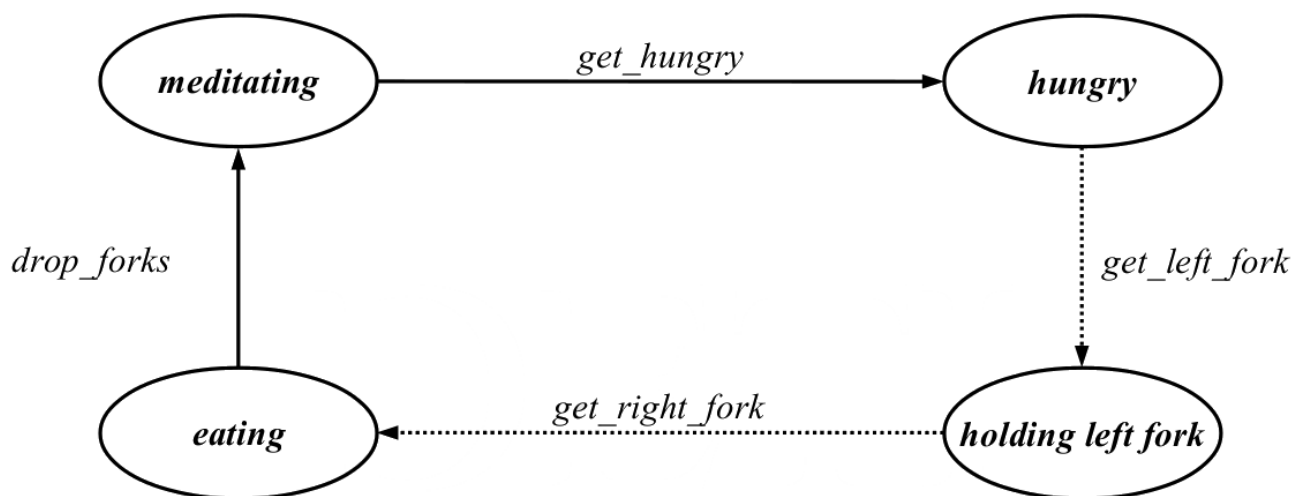 get_hungry
meditating
hungry
drop_forks
get_left_fork
get_right_fork
eating
holding left fork